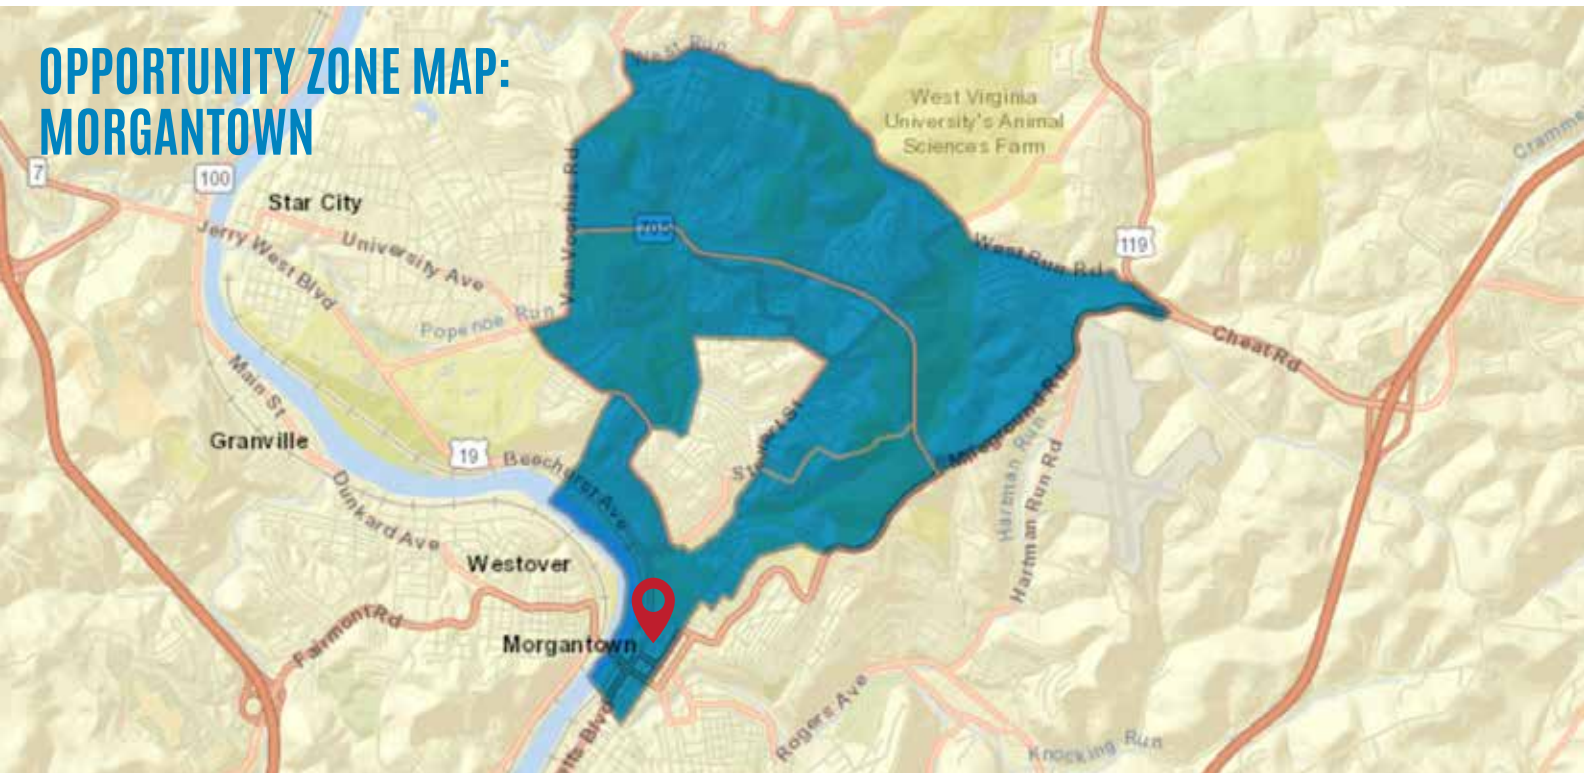 OPPORTUNITY ZONE MAP:
MORGANTOWN
West Run
West Virginia
University's Animal
Sciences Farm
7
100
Star City
Jerry West Blvd
University Ave
Van Voorhis Rd
705
Popenoe Run
West Run Rd
119
Cheat Rd
Main St
Granville
19
Beechurst Ave
Dunkard Ave
Westover
Fairmont Rd
Morgantown
Stewart St
Mileground Rd
Hartman Run
Hartman Run Rd
Rogers Ave
Knocking Run